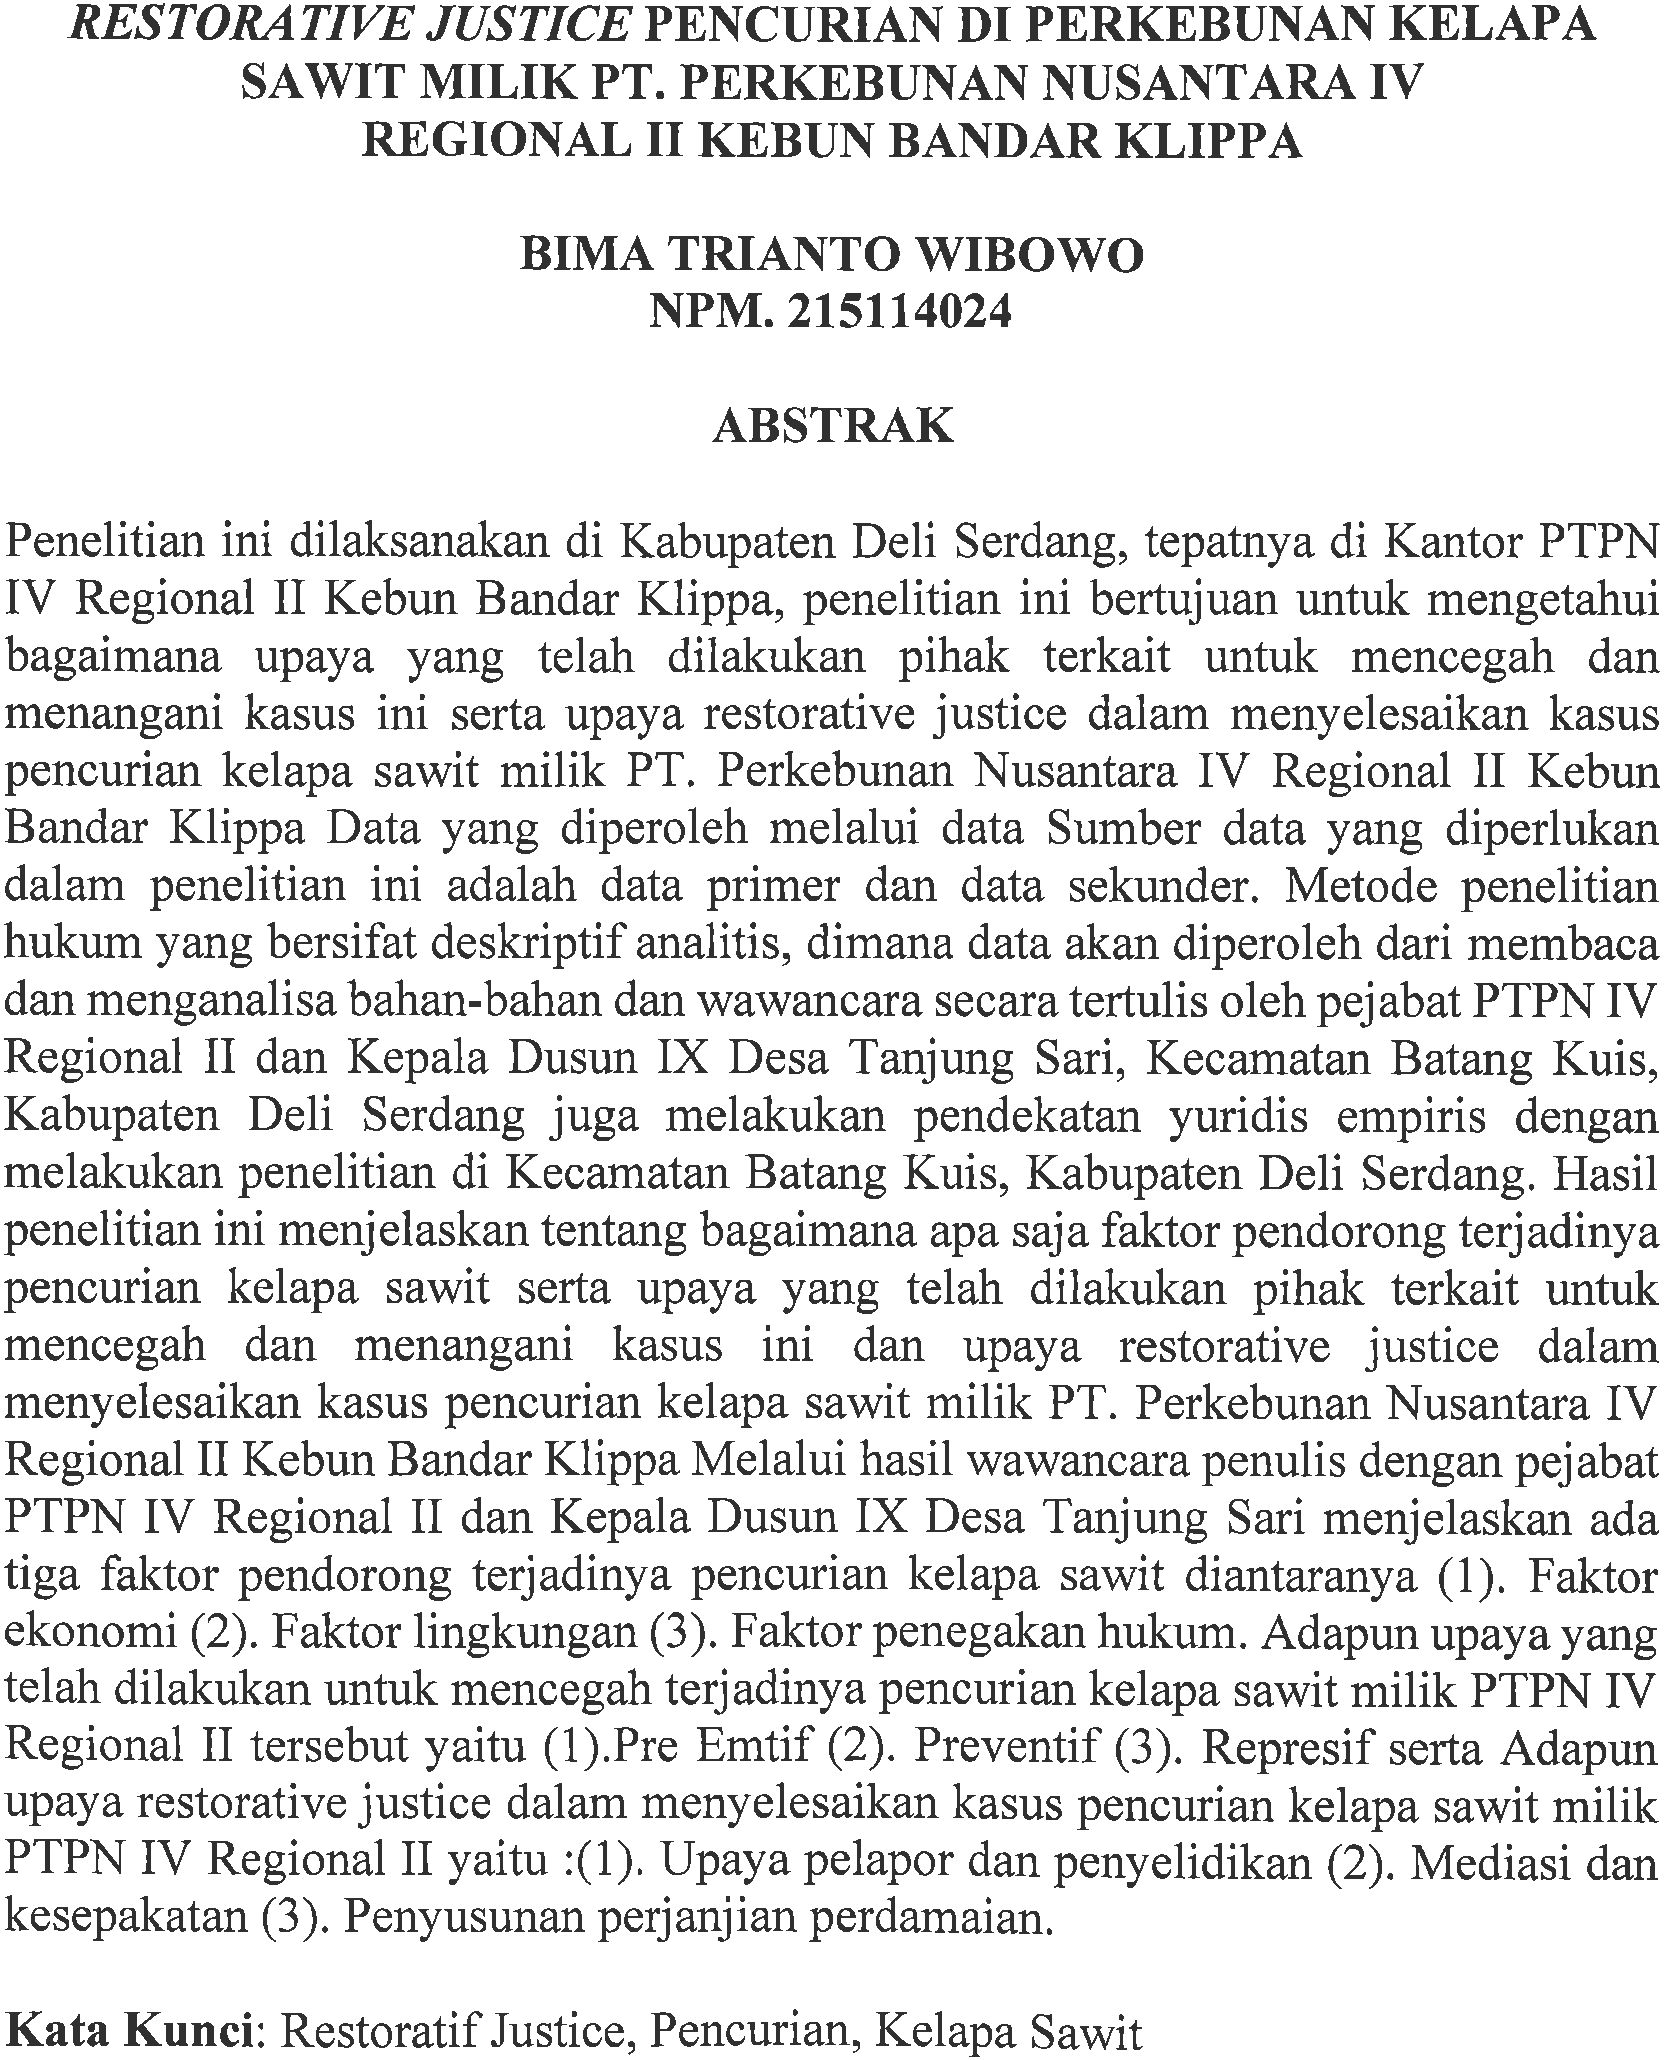 RESTORATIVE JUSTICE PENCURIAN DI PERKEBUNAN KELAPA
SAWIT MILIK PT. PERKEBUNAN NUSANTARA IV
REGIONAL II KEBUN BANDAR KLIPPA
BIMA TRIANTO WIBOWO
NPM. 215114024
ABSTRAK
Penelitian ini dilaksanakan di Kabupaten Deli Serdang, tepatnya di Kantor PTPN
IV Regional II Kebun Bandar Klippa, penelitian ini bertujuan untuk mengetahui
bagaimana upaya yang telah dilakukan pihak terkait untuk mencegah dan
menangani kasus ini serta upaya restorative justice dalam menyelesaikan kasus
pencurian kelapa sawit milik PT. Perkebunan Nusantara IV Regional II Kebun
Bandar Klippa Data yang diperoleh melalui data Sumber data yang diperlukan
dalam penelitian ini adalah data primer dan data sekunder. Metode penelitian
hukum yang bersifat deskriptif analitis, dimana data akan diperoleh dari membaca
dan menganalisa bahan-bahan dan wawancara secara tertulis oleh pejabat PTPN IV
Regional II dan Kepala Dusun IX Desa Tanjung Sari, Kecamatan Batang Kuis,
Kabupaten Deli Serdang juga melakukan pendekatan yuridis empiris dengan
melakukan penelitian di Kecamatan Batang Kuis, Kabupaten Deli Serdang. Hasil
penelitian ini menjelaskan tentang bagaimana apa saja faktor pendorong terjadinya
pencurian kelapa sawit serta upaya yang telah dilakukan pihak terkait untuk
mencegah dan menangani kasus ini dan upaya restorative justice dalam
menyelesaikan kasus pencurian kelapa sawit milik PT. Perkebunan Nusantara IV
Regional II Kebun Bandar Klippa Melalui hasil wawancara penulis dengan pejabat
PTPN IV Regional II dan Kepala Dusun IX Desa Tanjung Sari menjelaskan ada
tiga faktor pendorong terjadinya pencurian kelapa sawit diantaranya (1). Faktor
ekonomi (2). Faktor lingkungan (3). Faktor penegakan hukum. Adapun upaya yang
telah dilakukan untuk mencegah terjadinya pencurian kelapa sawit milik PTPN IV
Regional II tersebut yaitu (1).Pre Emtif (2). Preventif (3). Represif serta Adapun
upaya restorative justice dalam menyelesaikan kasus pencurian kelapa sawit milik
PTPN IV Regional II yaitu :(1). Upaya pelapor dan penyelidikan (2). Mediasi dan
kesepakatan (3). Penyusunan perjanjian perdamaian.
Kata Kunci: Restoratif Justice, Pencurian, Kelapa Sawit